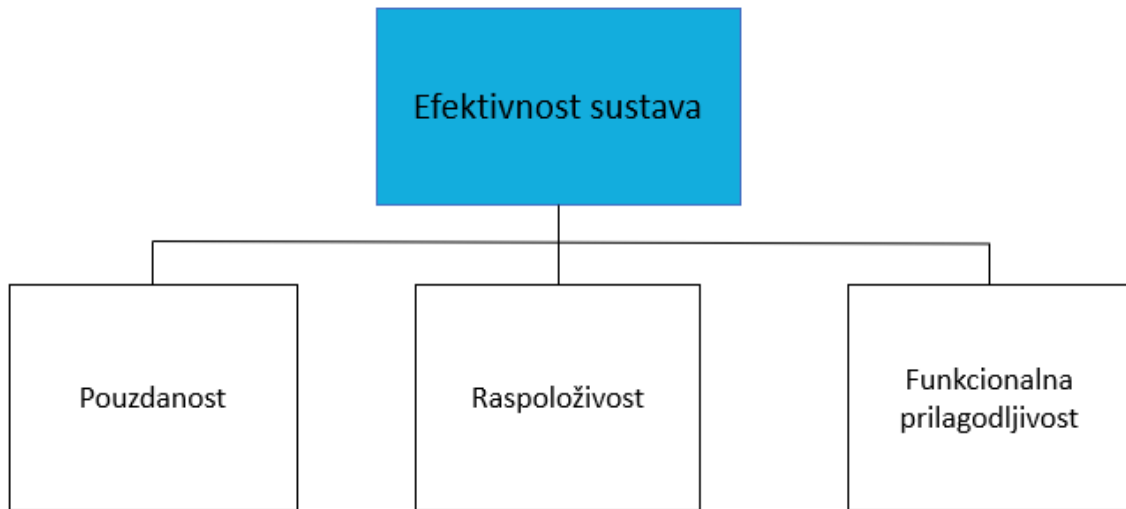 Efektivnost sustava
Pouzdanost
Raspoloživost
Funkcionalna
prilagodljivost